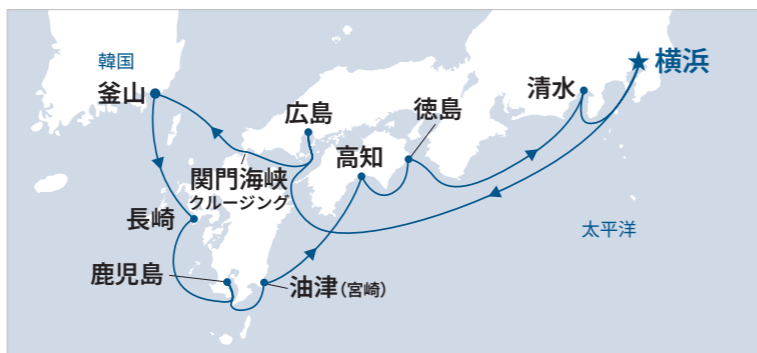 韓国
釜山
★横浜
清水
広島
徳島
高知
関門海峡
クルージング
長崎
太平洋
鹿児島
油津（宮崎）